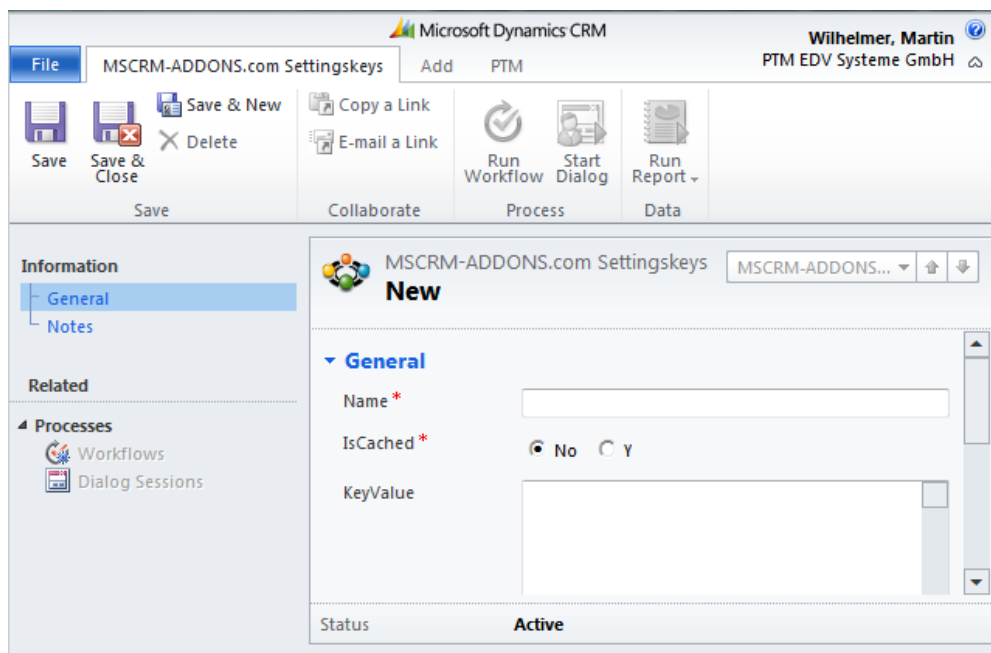 Microsoft Dynamics CRM
Wilhelmer, Martin
PTM EDV Systeme GmbH
File
MSCRM-ADDONS.com Settingskeys
Add
PTM
Save
Save & Close
Save & New
Delete
Save
Copy a Link
E-mail a Link
Collaborate
Run Workflow
Start Dialog
Process
Run Report
Data
Information
General
Notes
Related
Processes
Workflows
Dialog Sessions
MSCRM-ADDONS.com Settingskeys
New
MSCRM-ADDONS...
General
Name *
IsCached *
No
Y
KeyValue
Status
Active